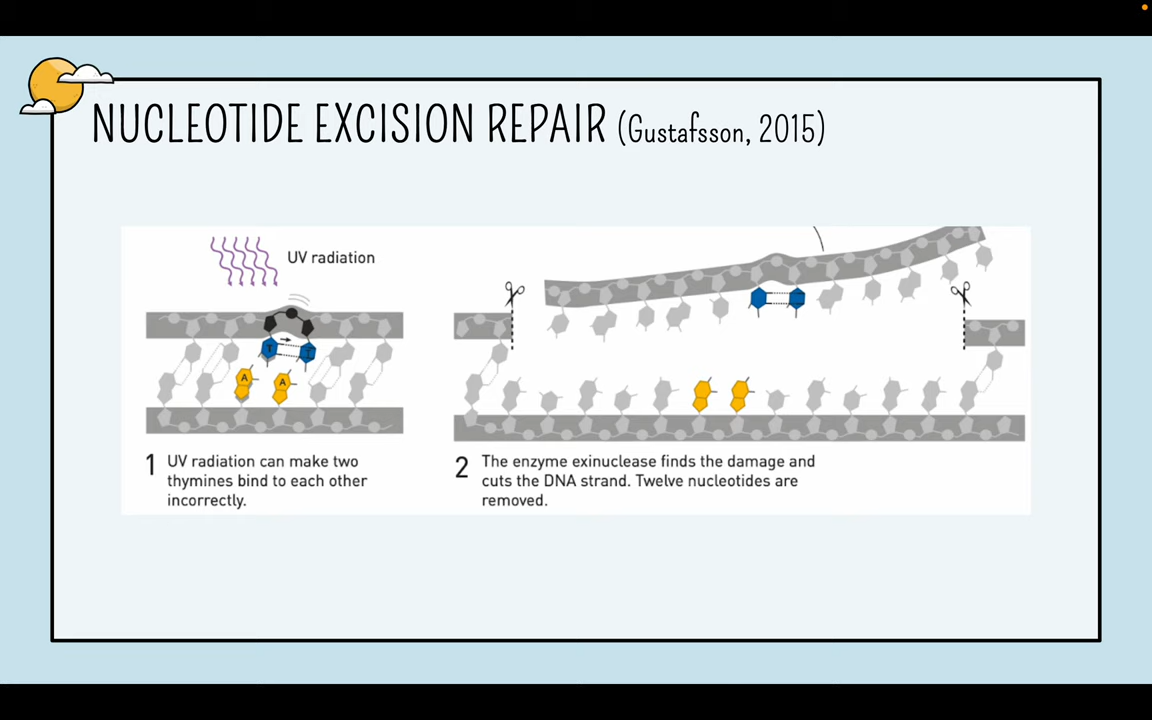 NUCLEOTIDE EXCISION REPAIR (Gustafsson, 2015)
UV radiation
T
T
A
A
1 UV radiation can make two
thymines bind to each other
incorrectly.
2 The enzyme exinuclease finds the damage and
cuts the DNA strand. Twelve nucleotides are
removed.